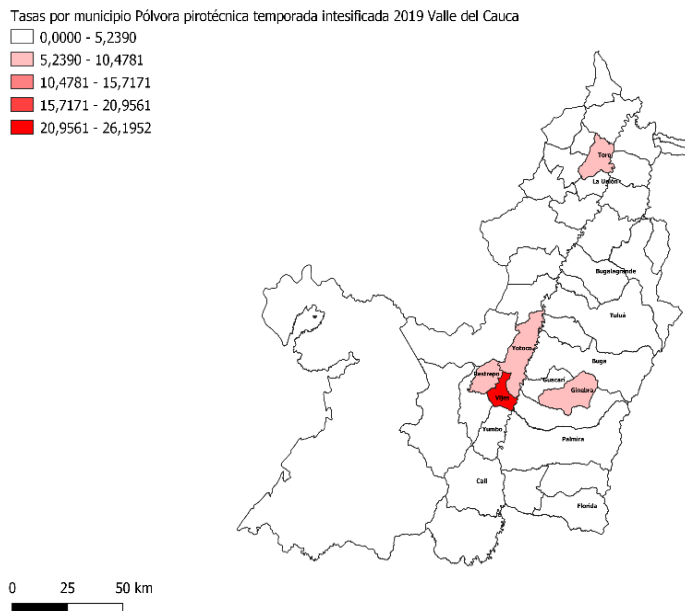 Tasas por municipio Pólvora pirotécnica temporada intesificada 2019 Valle del Cauca
0,0000 - 5,2390
5,2390 - 10,4781
10,4781 - 15,7171
15,7171 - 20,9561
20,9561 - 26,1952
Toro
La Unión
Bugalagrande
Tuluá
Yotoco
Buga
Restrepo
Guacarí
Ginebra
Vijes
Yumbo
Palmira
Cali
Florida
0 25 50 km